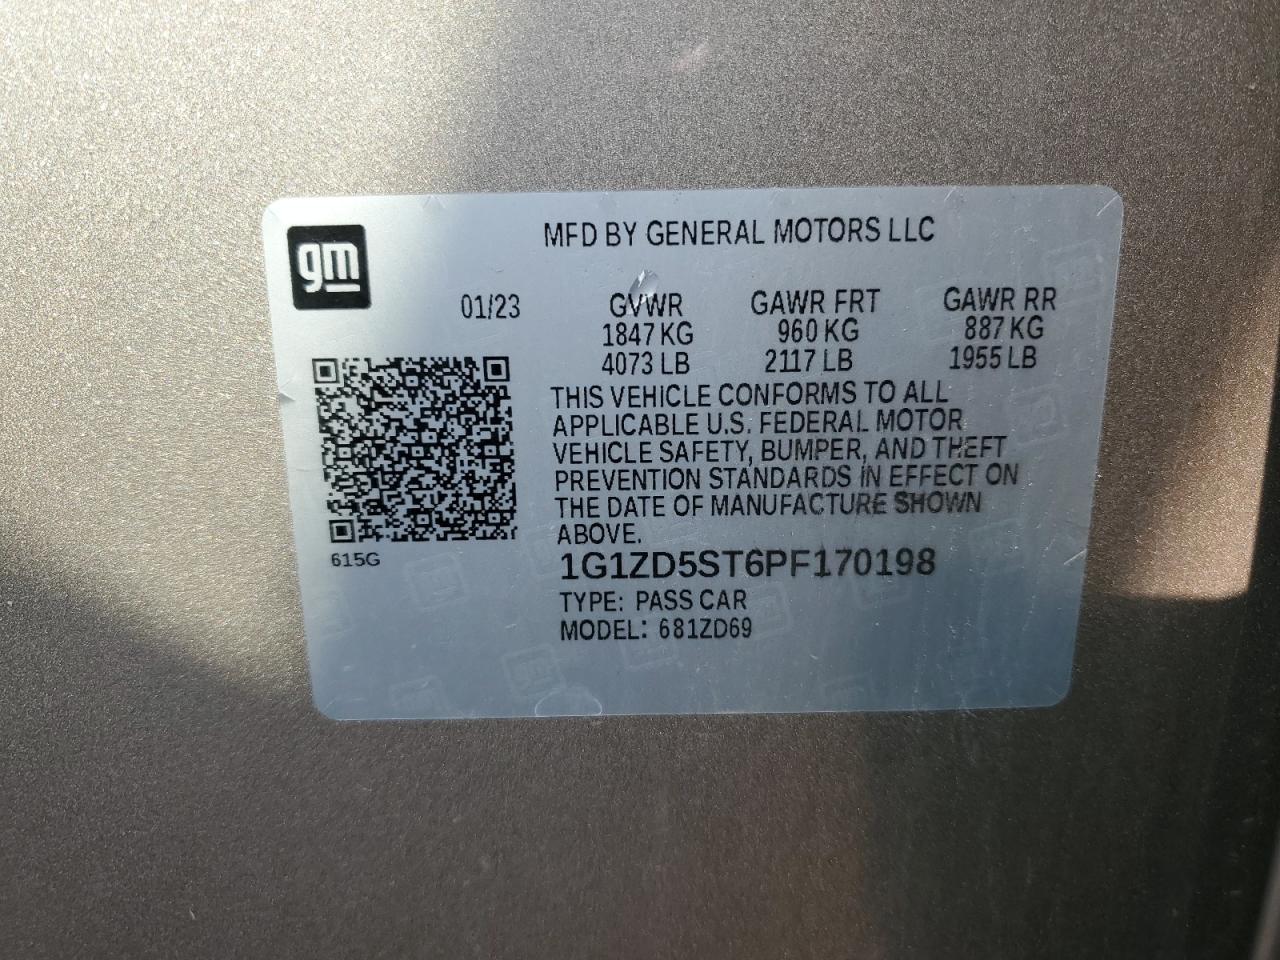 gm
MFD BY GENERAL MOTORS LLC
01/23 GVWR GAWR FRT GAWR RR
1847 KG 960 KG 887 KG
4073 LB 2117 LB 1955 LB
THIS VEHICLE CONFORMS TO ALL
APPLICABLE U.S. FEDERAL MOTOR
VEHICLE SAFETY, BUMPER, AND THEFT
PREVENTION STANDARDS IN EFFECT ON
THE DATE OF MANUFACTURE SHOWN
ABOVE.
615G
1G1ZD5ST6PF170198
TYPE: PASS CAR
MODEL: 681ZD69